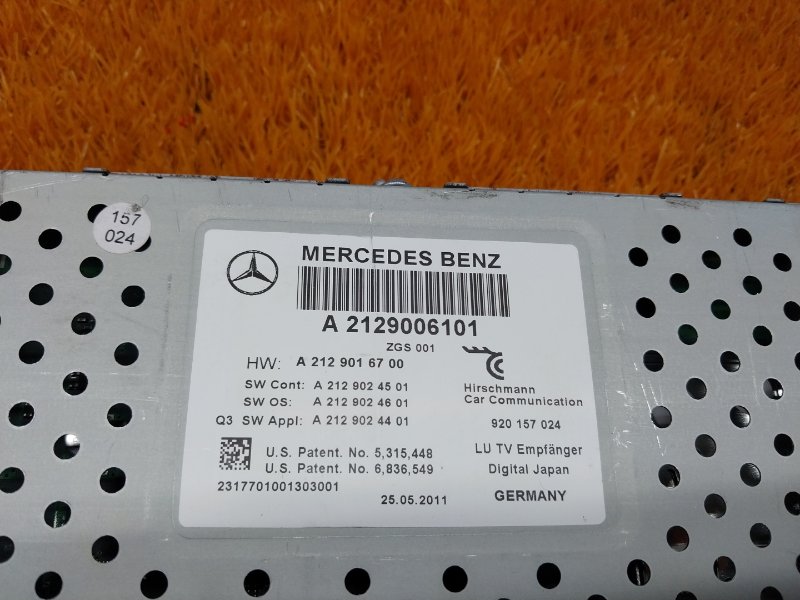 157
024
MERCEDES BENZ
A 2129006101
ZGS 001
HW: A 212 901 67 00
SW Cont: A 212 902 45 01
SW OS: A 212 902 46 01
Q3 SW Appl: A 212 902 44 01
U.S. Patent. No. 5,315,448
U.S. Patent. No. 6,836,549
2317701001303001
25.05.2011
Hirschmann
Car Communication
920 157 024
LU TV Empfänger
Digital Japan
GERMANY